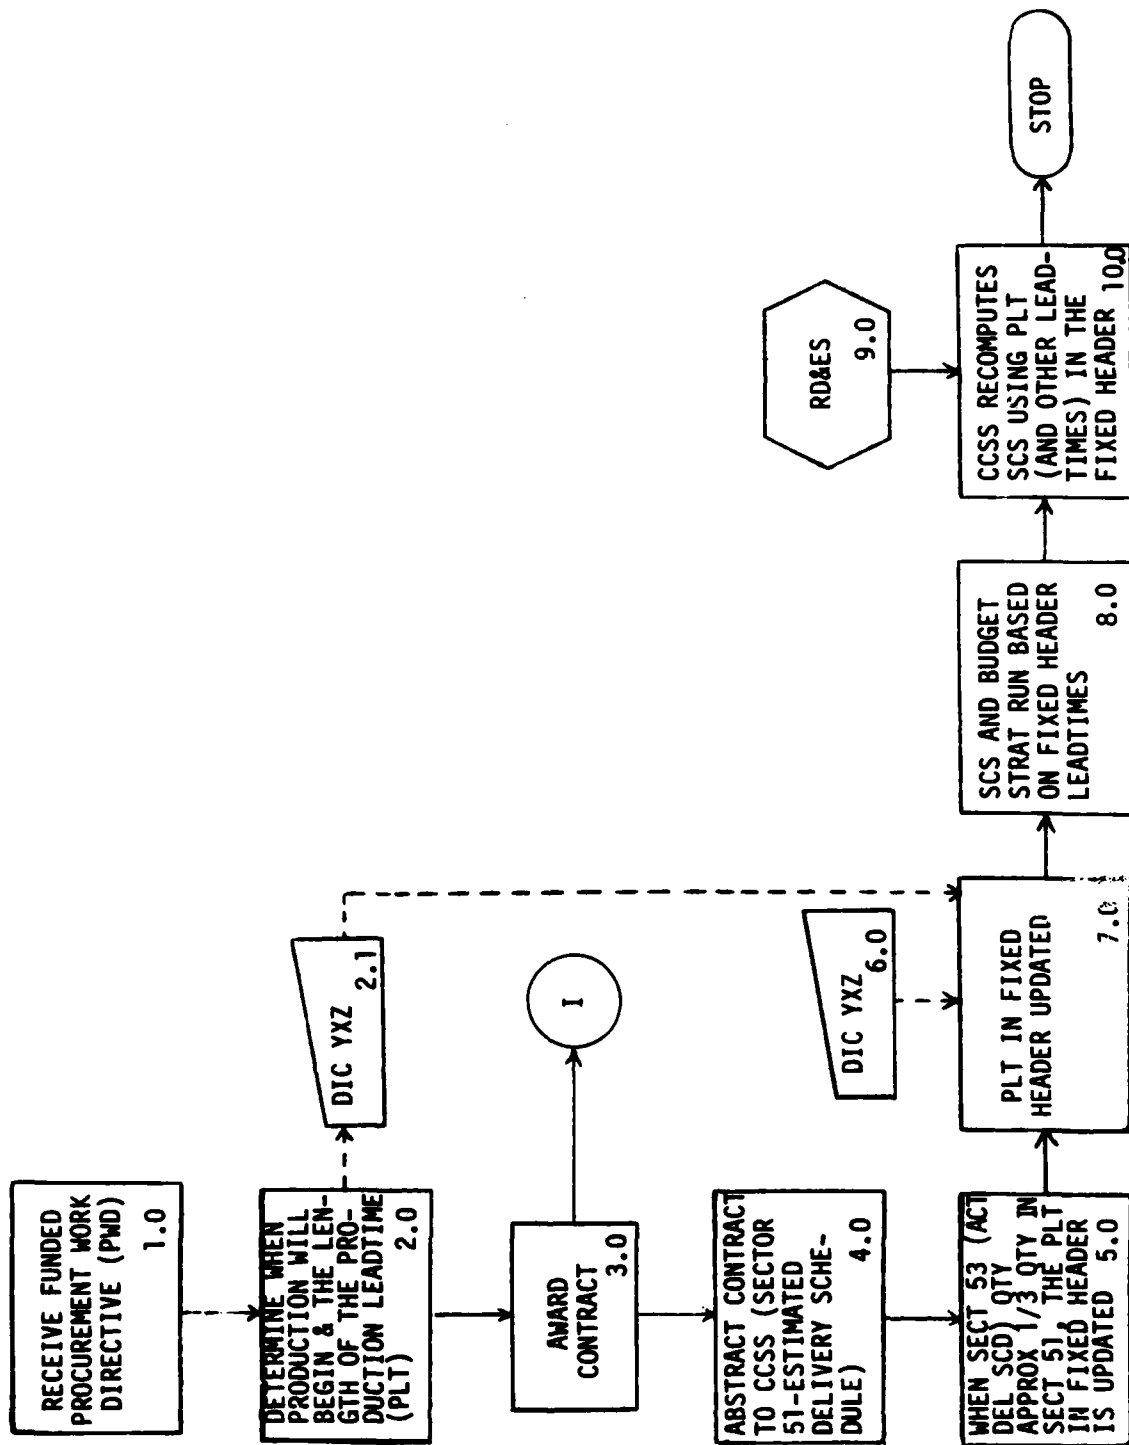 RECEIVE FUNDED
PROCUREMENT WORK
DIRECTIVE (PWD)
1.0
DETERMINE WHEN
PRODUCTION WILL
BEGIN & THE LEN-
GTH OF THE PRO-
DUCTION LEADTIME
(PLT)
2.0
DIC YXZ
2.1
AWARD
CONTRACT
3.0
I
ABSTRACT CONTRACT
TO CCSS (SECTOR
51-ESTIMATED
DELIVERY SCHE-
DULE)
4.0
WHEN SECT 53 (ACT
DEL SCD) QTY
APPROX 1/3 QTY IN
SECT 51, THE PLT
IN FIXED HEADER
IS UPDATED 5.0
DIC YXZ
6.0
PLT IN FIXED
HEADER UPDATED
7.0
SCS AND BUDGET
STRAT RUN BASED
ON FIXED HEADER
LEADTIMES
8.0
RD&ES
9.0
CCSS RECOMPUTES
SCS USING PLT
(AND OTHER LEAD-
TIMES) IN THE
FIXED HEADER 10.0
STOP